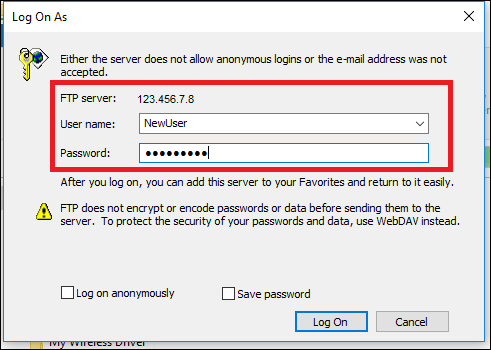 Log On As
Either the server does not allow anonymous logins or the e-mail address was not
accepted.
FTP server: 123.456.7.8
User name: NewUser
Password: ●●●●●●●●●
After you log on, you can add this server to your Favorites and return to it easily.
FTP does not encrypt or encode passwords or data before sending them to the
server. To protect the security of your passwords and data, use WebDAV instead.
Log on anonymously Save password
Log On Cancel
My Wireless Driver